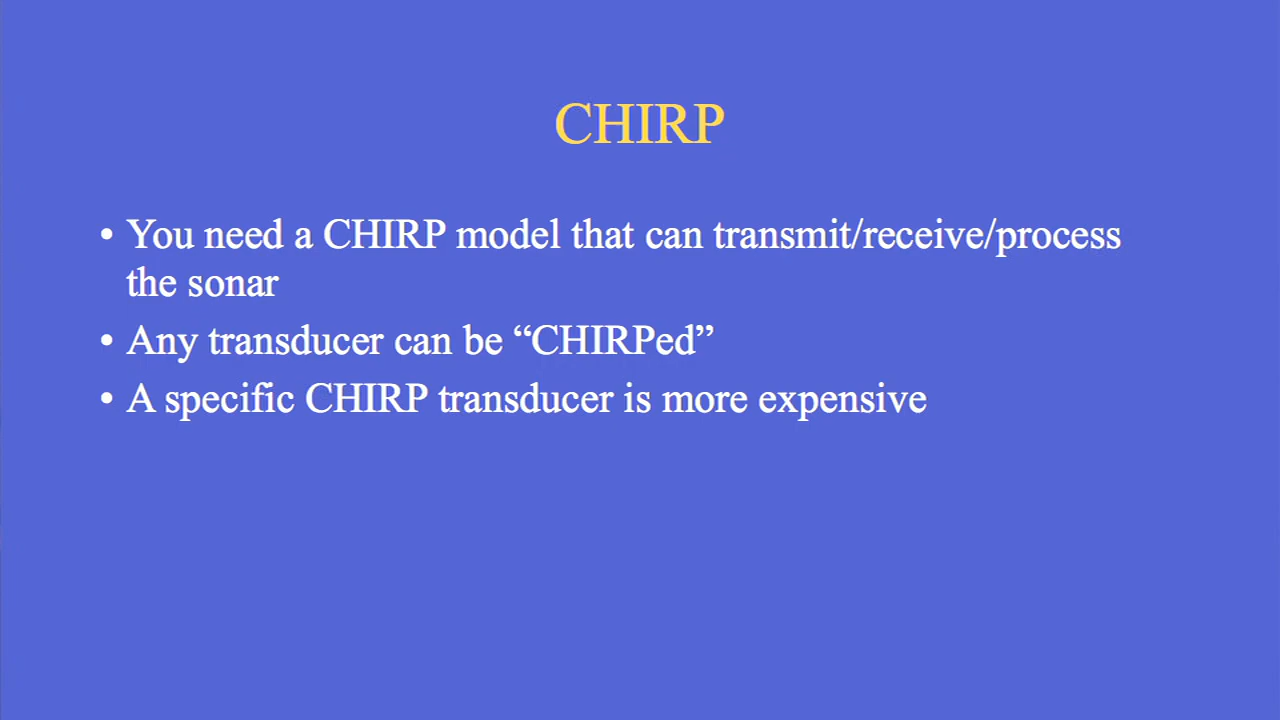 CHIRP
• You need a CHIRP model that can transmit/receive/process
the sonar
• Any transducer can be “CHIRPed”
• A specific CHIRP transducer is more expensive